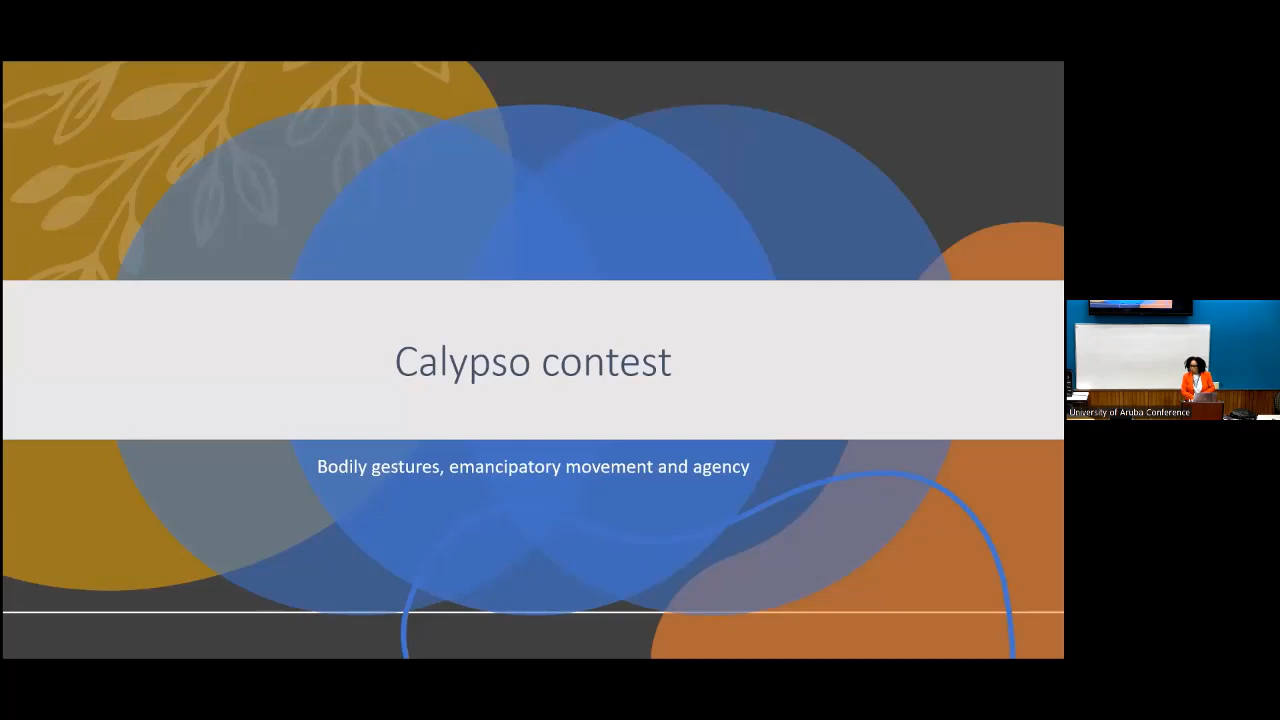 Calypso contest
Bodily gestures, emancipatory movement and agency
University of Aruba Conference